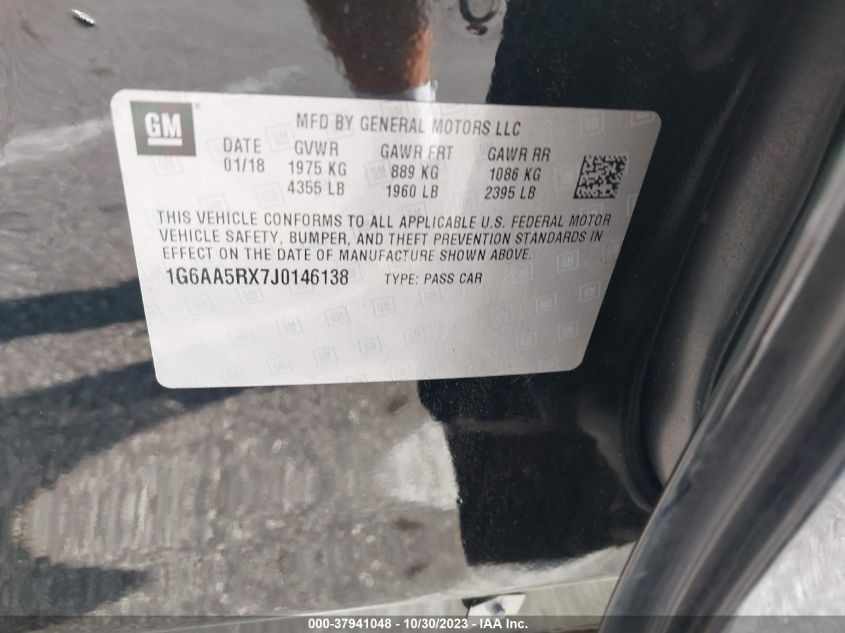 GM
MFD BY GENERAL MOTORS LLC
DATE GVWR GAWR FRT GAWR RR
01/18 1975 KG 889 KG 1086 KG
4355 LB 1960 LB 2395 LB
THIS VEHICLE CONFORMS TO ALL APPLICABLE U.S. FEDERAL MOTOR
VEHICLE SAFETY, BUMPER, AND THEFT PREVENTION STANDARDS IN
EFFECT ON THE DATE OF MANUFACTURE SHOWN ABOVE.
1G6AA5RX7J0146138 TYPE: PASS CAR
000-37941048 - 10/30/2023 - IAA Inc.